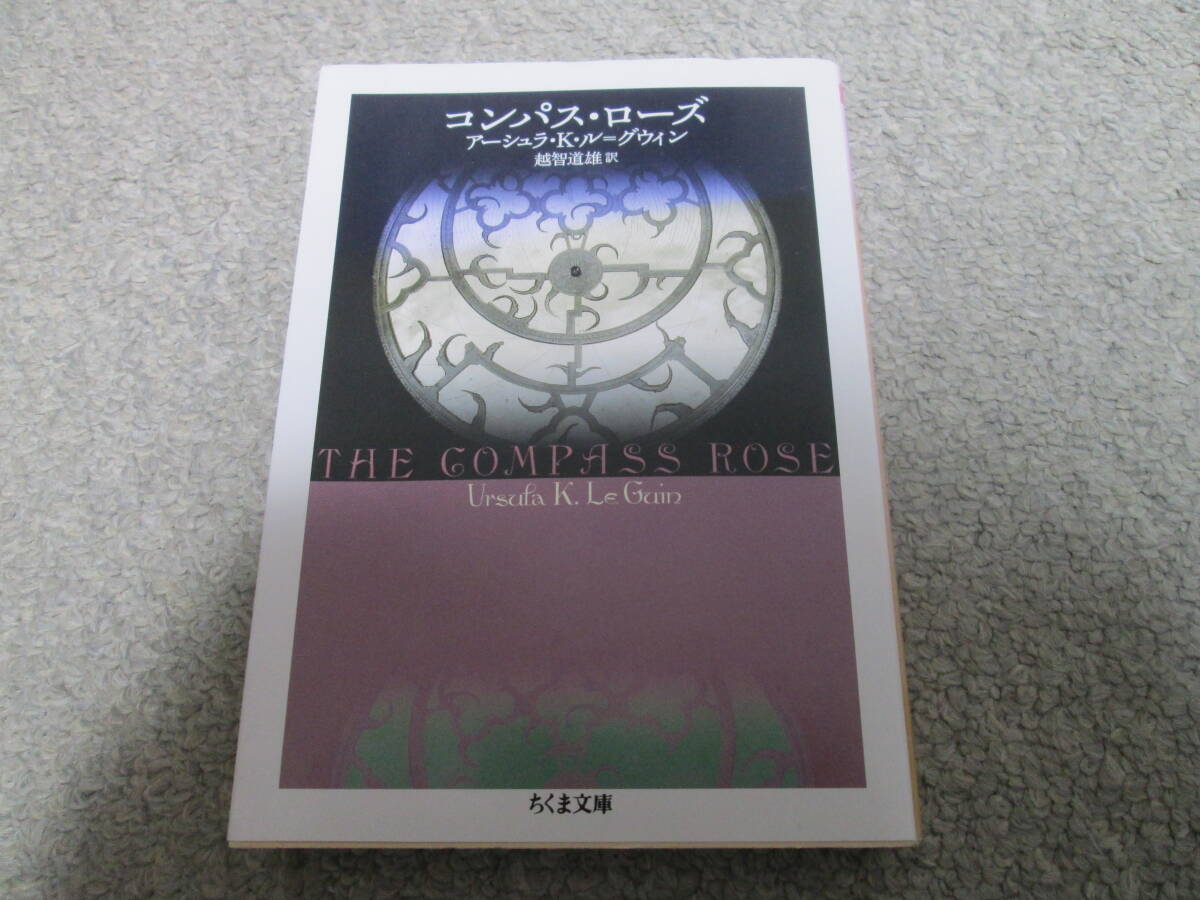 コンパス・ローズ
アーシュラ・K・ル=グウィン
越智道雄 訳
THE COMPASS ROSE
Ursula K. Le Guin
ちくま文庫